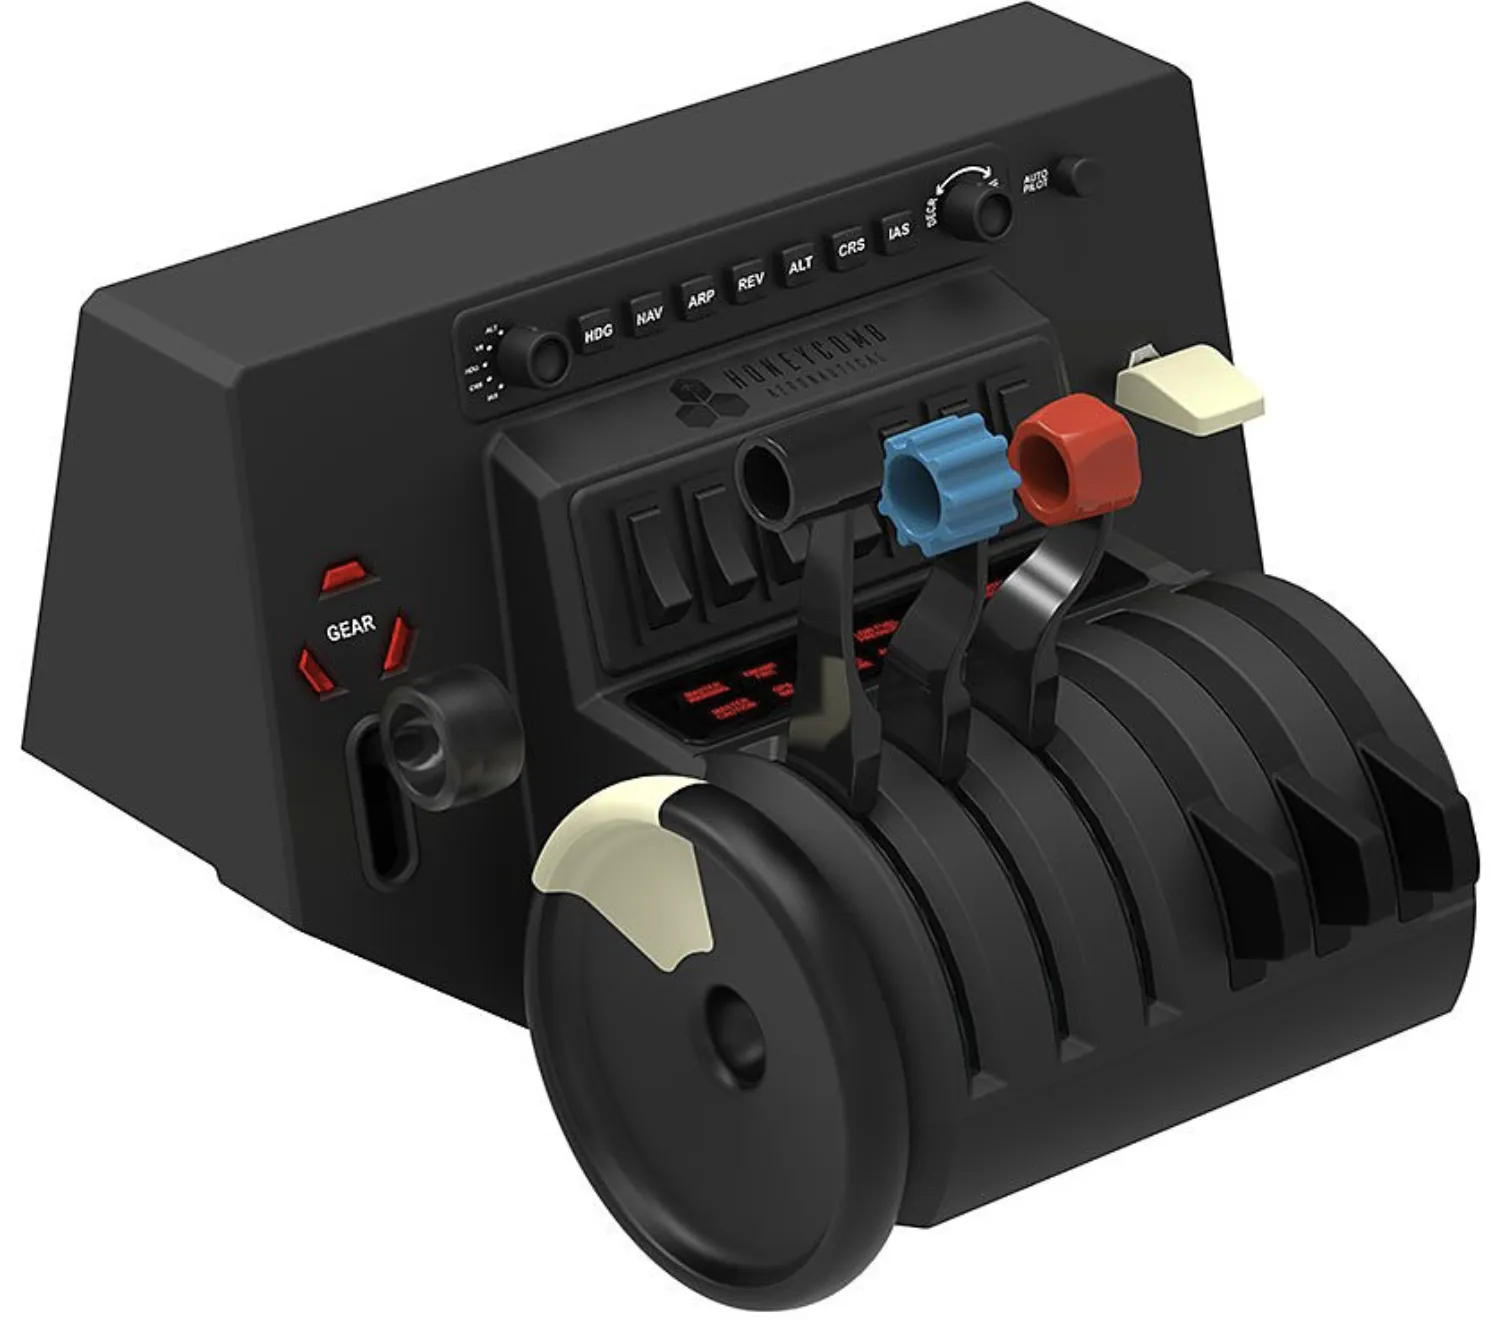 AUTO
PILOT
DECR
HDG NAV ARP REV ALT CRS IAS
ALT
VS
HDG
CRS
IAS
HONEYCOMB
AERONAUTICAL
GEAR
MASTER
WARNING
ENGINE
FIRE
MASTER
CAUTION